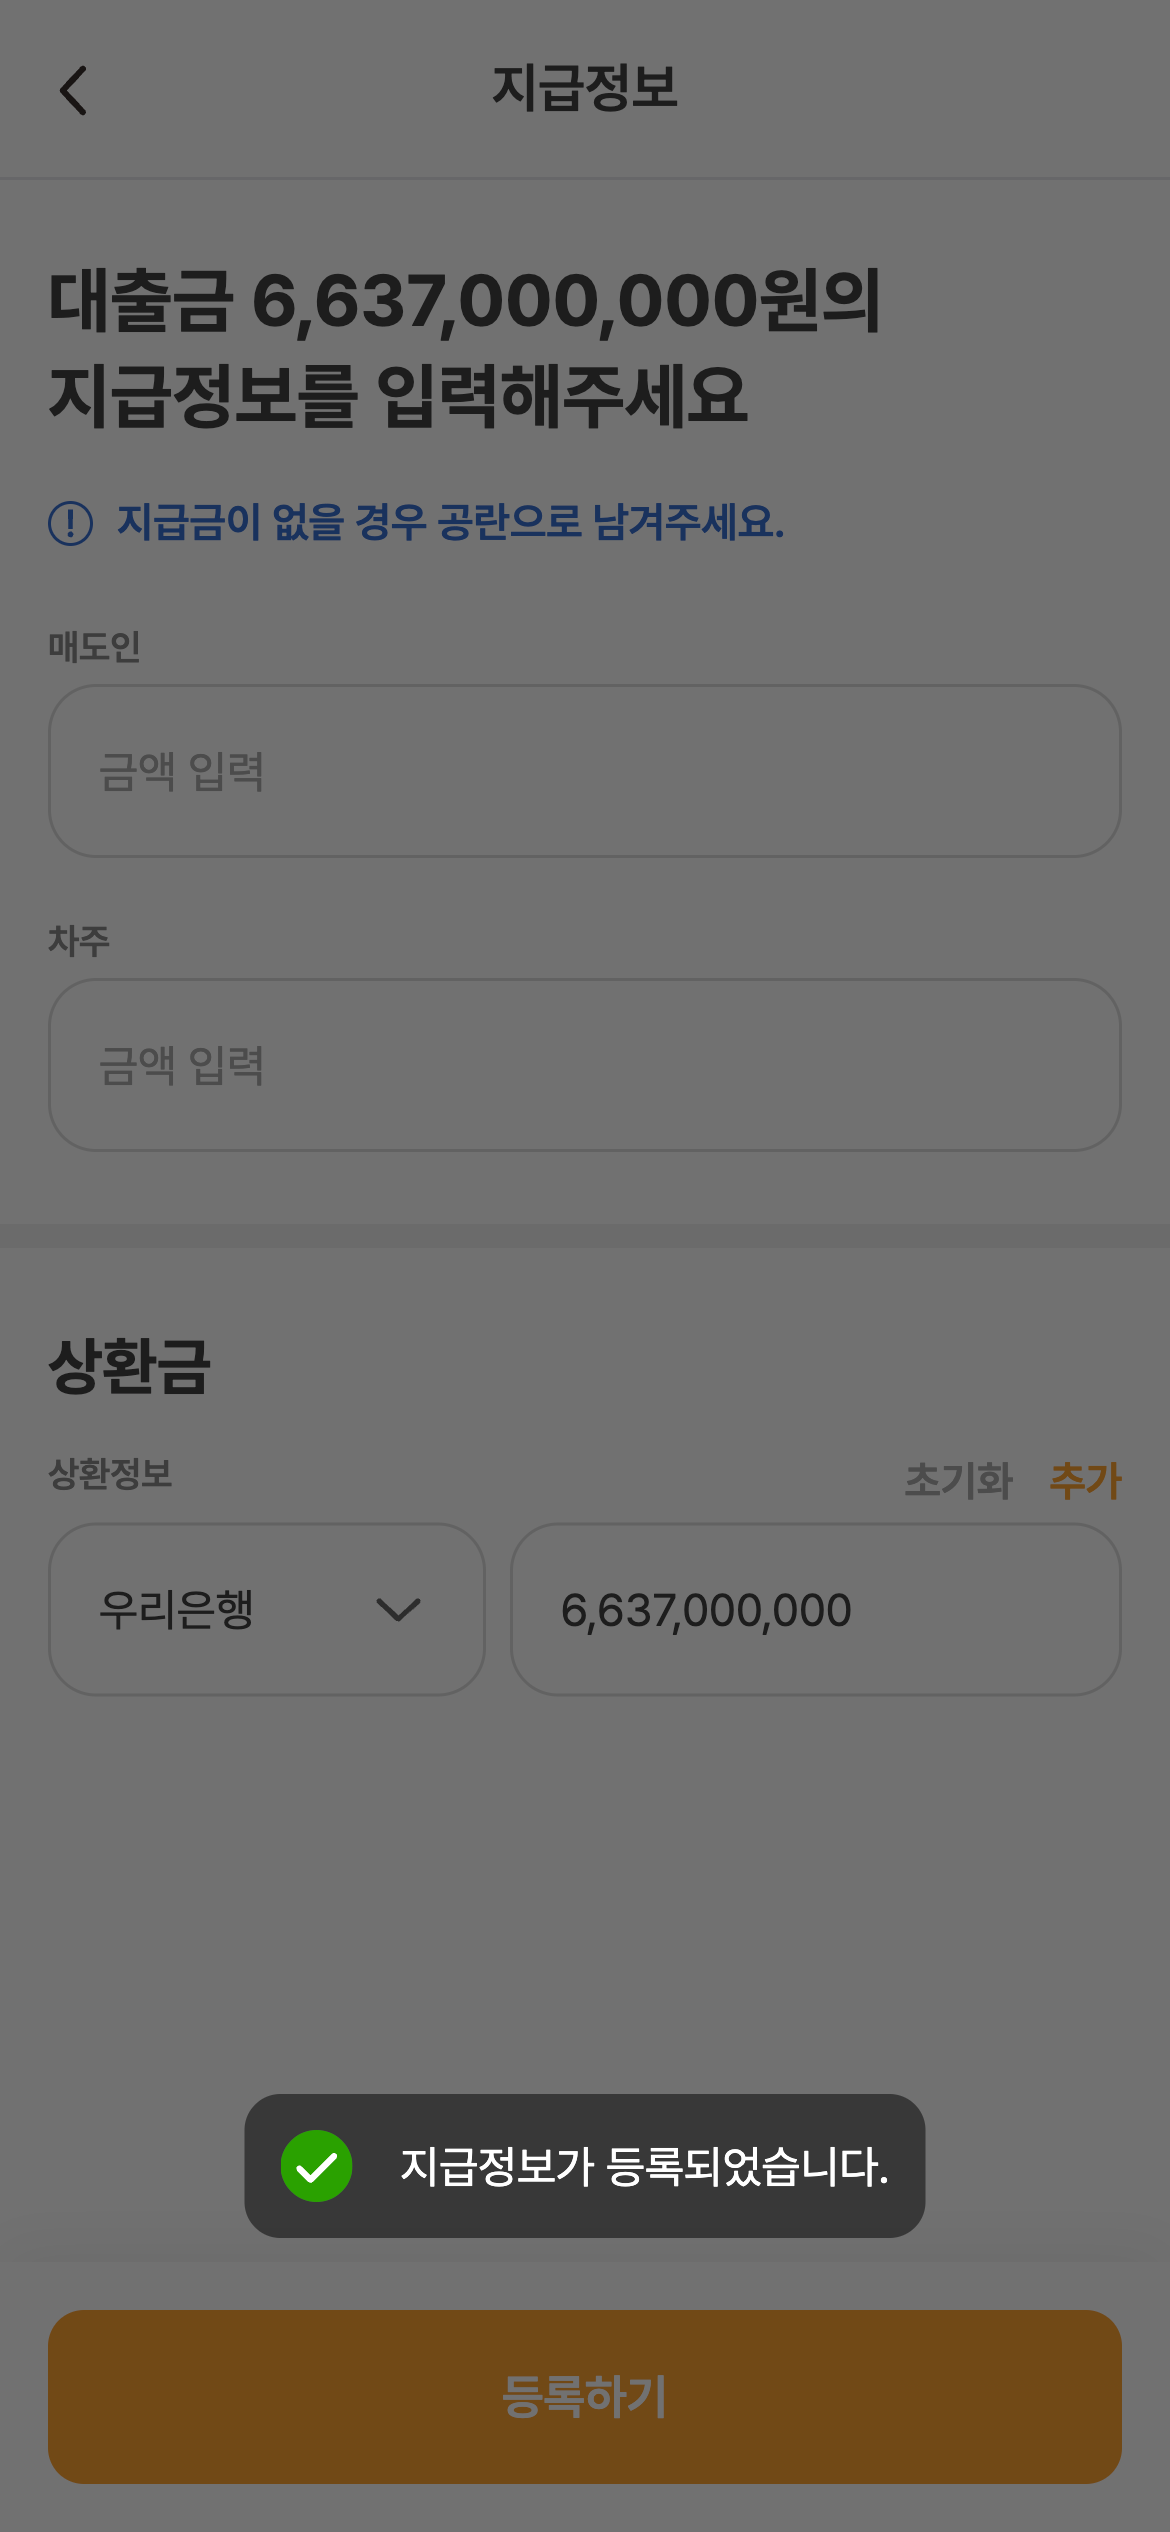 지급정보
대출금 6,637,000,000원의
지급정보를 입력해주세요
지급금이 없을 경우 공란으로 남겨주세요.
매도인
금액 입력
차주
금액 입력
상환금
상환정보 초기화 추가
우리은행 6,637,000,000
지급정보가 등록되었습니다.
등록하기